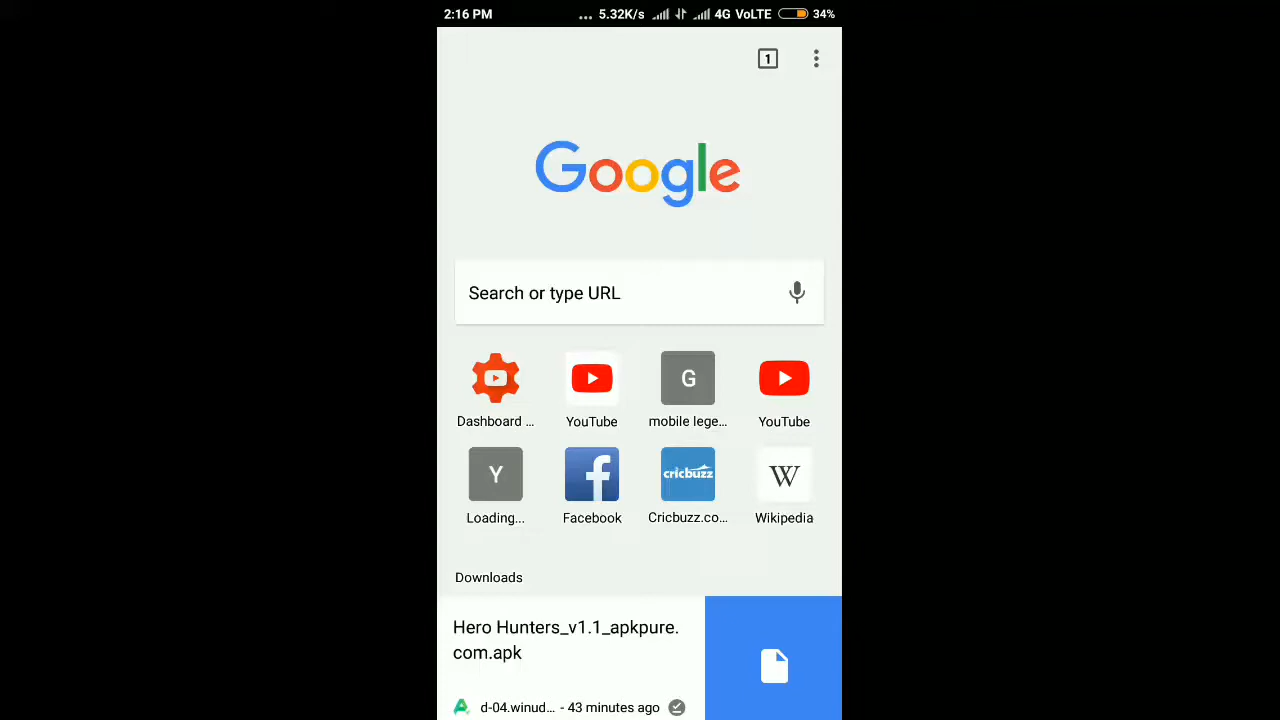 2:16 PM ... 5.32K/s 4G VoLTE 34%
1
Google
Search or type URL
G
Dashboard ... YouTube mobile lege... YouTube
Y f cricbuzz W
Loading... Facebook Cricbuzz.co... Wikipedia
Downloads
Hero Hunters_v1.1_apkpure.
com.apk
d-04.winud... - 43 minutes ago